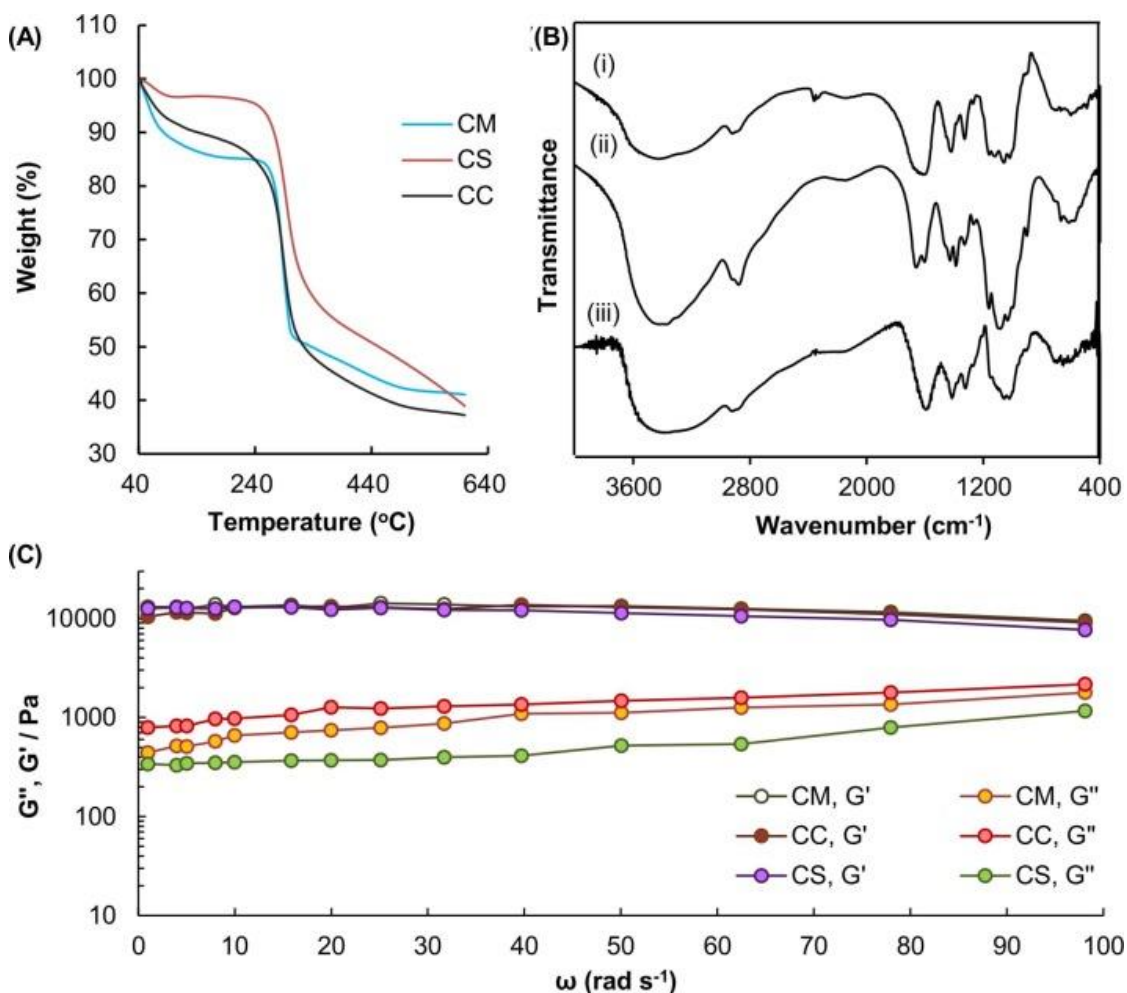 (A)
110
100
90
80
70
60
50
40
30
Weight (%)
CM
CS
CC
40 240 440 640
Temperature (°C)
(B)
(i)
(ii)
(iii)
Transmittance
3600 2800 2000 1200 400
Wavenumber (cm⁻¹)
(C)
10000
1000
100
10
G'', G' / Pa
CM, G' CM, G''
CC, G' CC, G''
CS, G' CS, G''
0 10 20 30 40 50 60 70 80 90 100
ω (rad s⁻¹)